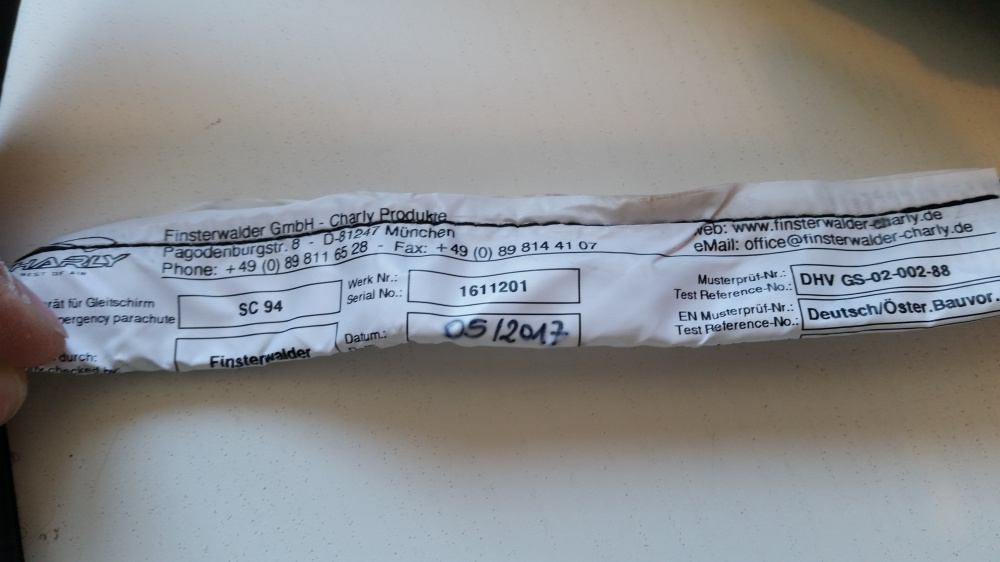 Finsterwalder GmbH - Charly Produkte
Pagodenburgstr. 8 - D-81247 München
Phone: +49 (0) 89 811 65 28 - Fax: +49 (0) 89 814 41 07
web: www.finsterwalder-charly.de
eMail: office@finsterwalder-charly.de
HARLY
für Gleitschirm
parachute
SC 94
Werk Nr.:
Serial No.:
1611201
Musterprüf-Nr.:
Test Reference-No.:
DHV GS-02-002-88
durch:
Finsterwalder
Datum.:
05/2017
EN Musterprüf-Nr.:
Test Reference-No.:
Deutsch/Öster.Bauvor.